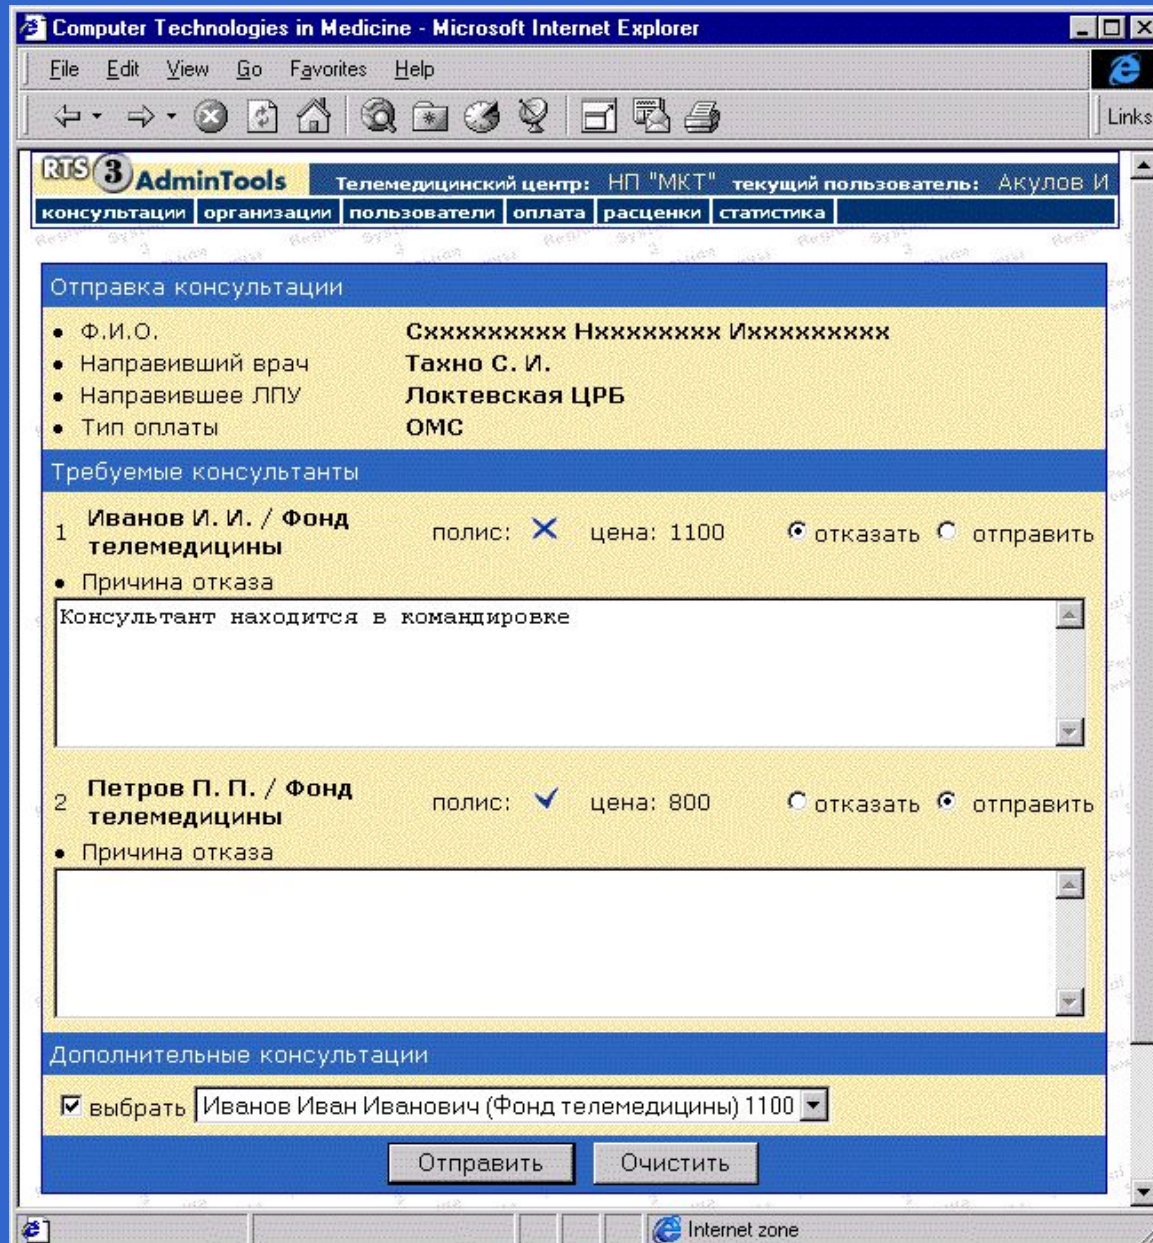 Computer Technologies in Medicine - Microsoft Internet Explorer
File Edit View Go Favorites Help
Links
RTS 3 AdminTools Телемедицинский центр: НП "МКТ" текущий пользователь: Акулов И
консультации организации пользователи оплата расценки статистика
Отправка консультации
• Ф.И.О. Сххххххххх Нхххххххх Иххххххххх
• Направивший врач Тахно С. И.
• Направившее ЛПУ Локтевская ЦРБ
• Тип оплаты ОМС
Требуемые консультанты
1 Иванов И. И. / Фонд телемедицины полис: цена: 1100 отказать отправить
• Причина отказа
Консультант находится в командировке
2 Петров П. П. / Фонд телемедицины полис: цена: 800 отказать отправить
• Причина отказа
Дополнительные консультации
выбрать Иванов Иван Иванович (Фонд телемедицины) 1100
Отправить Очистить
Internet zone